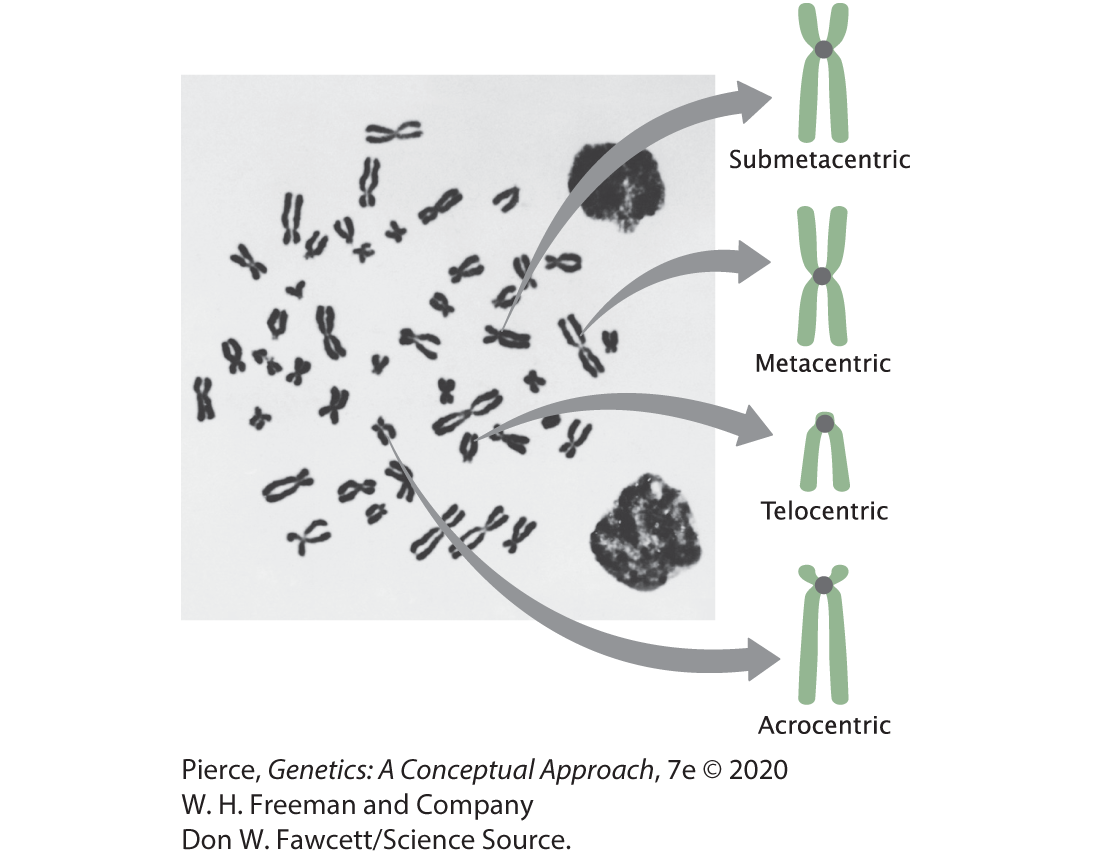 Submetacentric
Metacentric
Telocentric
Acrocentric
Pierce, Genetics: A Conceptual Approach, 7e © 2020
W. H. Freeman and Company
Don W. Fawcett/Science Source.